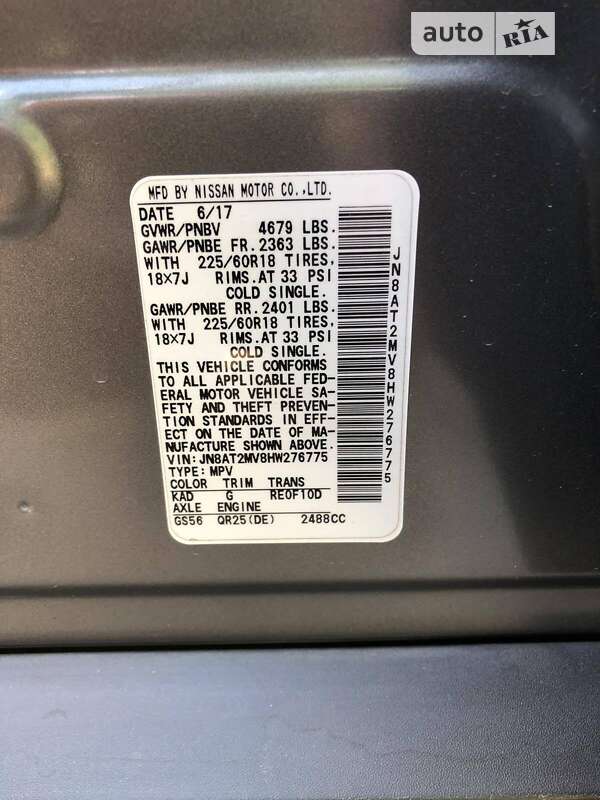 auto RIA
MFD BY NISSAN MOTOR CO.,LTD.
DATE 6/17
GVWR/PNBV 4679 LBS.
GAWR/PNBE FR. 2363 LBS.
WITH 225/60R18 TIRES,
18×7J RIMS.AT 33 PSI
COLD SINGLE.
GAWR/PNBE RR. 2401 LBS.
WITH 225/60R18 TIRES,
18×7J RIMS.AT 33 PSI
COLD SINGLE.
THIS VEHICLE CONFORMS
TO ALL APPLICABLE FED-
ERAL MOTOR VEHICLE SA-
FETY AND THEFT PREVEN-
TION STANDARDS IN EFF-
ECT ON THE DATE OF MA-
NUFACTURE SHOWN ABOVE.
VIN:JN8AT2MV8HW276775
TYPE:MPV
COLOR TRIM TRANS
KAD G RE0F10D
AXLE ENGINE
GS56 QR25(DE) 2488CC
JN8AT2MV8HW276775